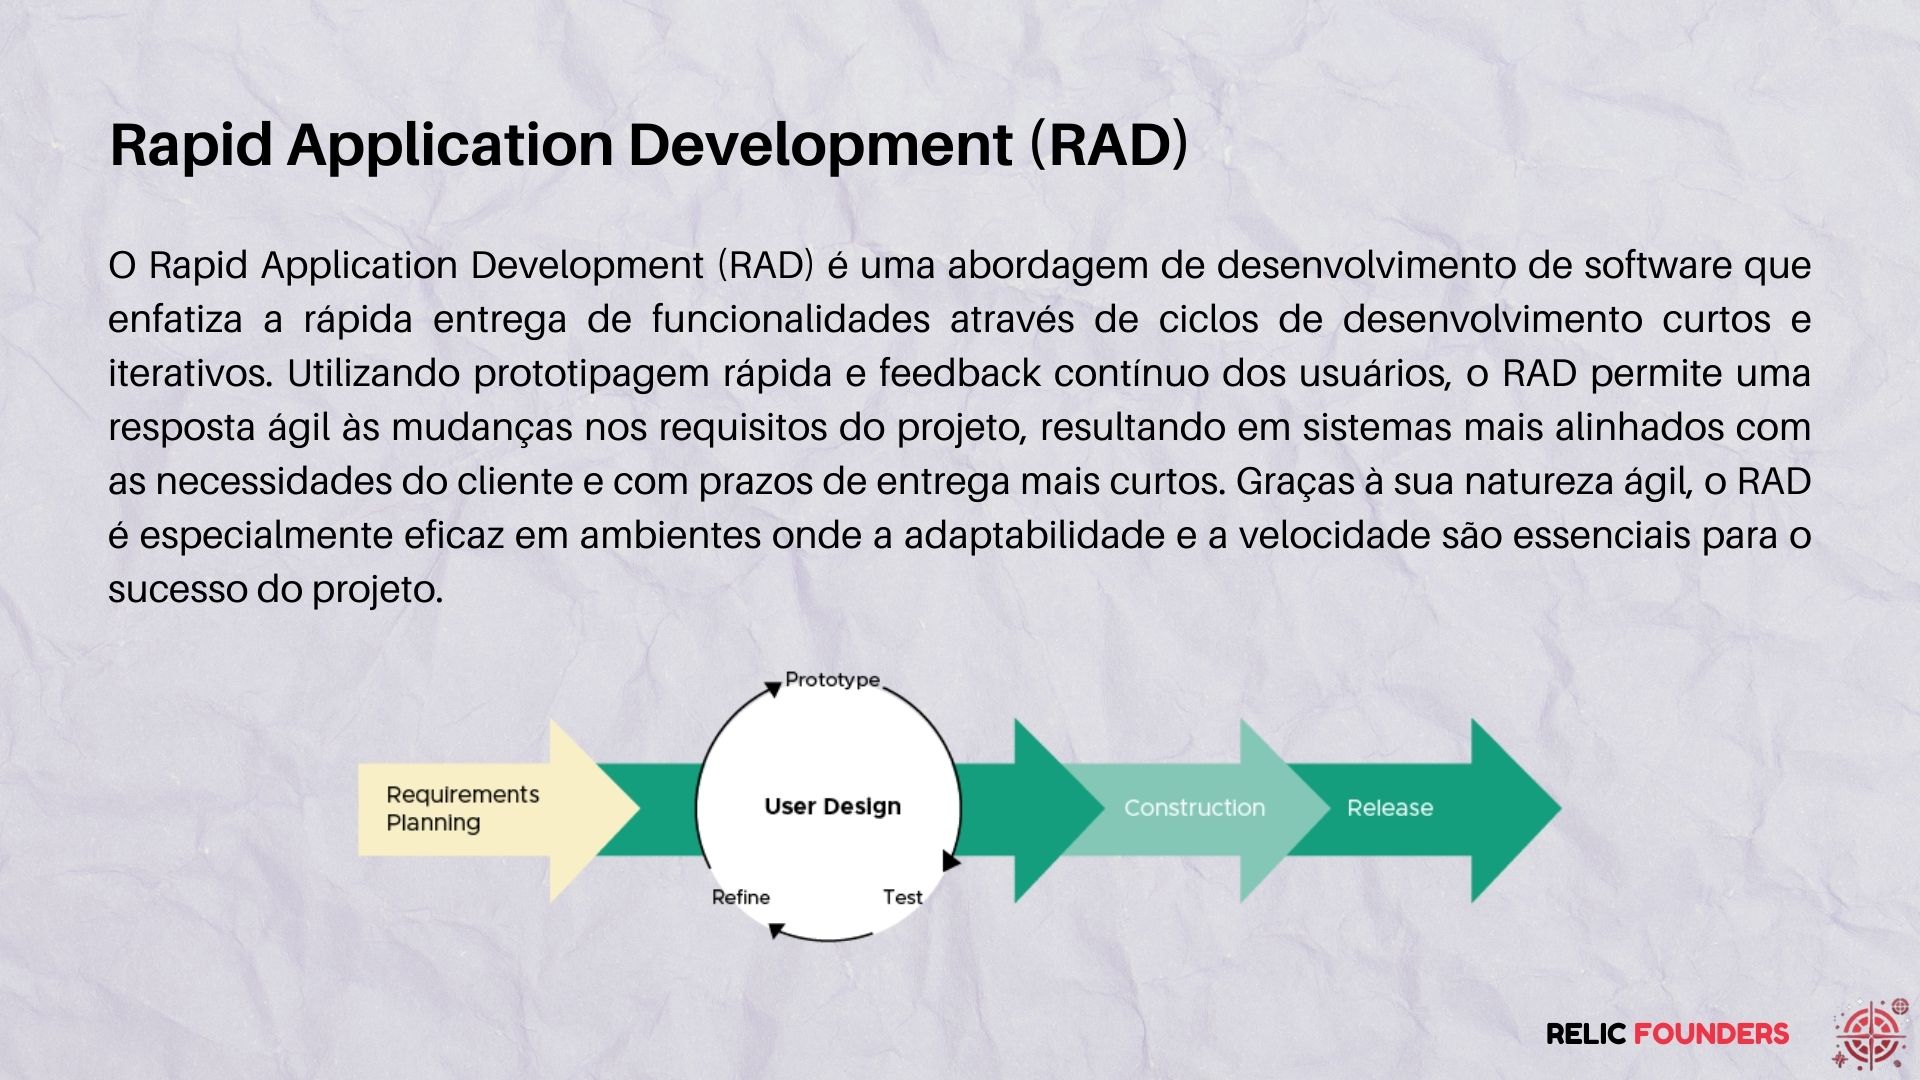 Rapid Application Development (RAD)
O Rapid Application Development (RAD) é uma abordagem de desenvolvimento de software que
enfatiza a rápida entrega de funcionalidades através de ciclos de desenvolvimento curtos e
iterativos. Utilizando prototipagem rápida e feedback contínuo dos usuários, o RAD permite uma
resposta ágil às mudanças nos requisitos do projeto, resultando em sistemas mais alinhados com
as necessidades do cliente e com prazos de entrega mais curtos. Graças à sua natureza ágil, o RAD
é especialmente eficaz em ambientes onde a adaptabilidade e a velocidade são essenciais para o
sucesso do projeto.
Requirements
Planning
Prototype
User Design
Refine
Test
Construction
Release
RELIC FOUNDERS